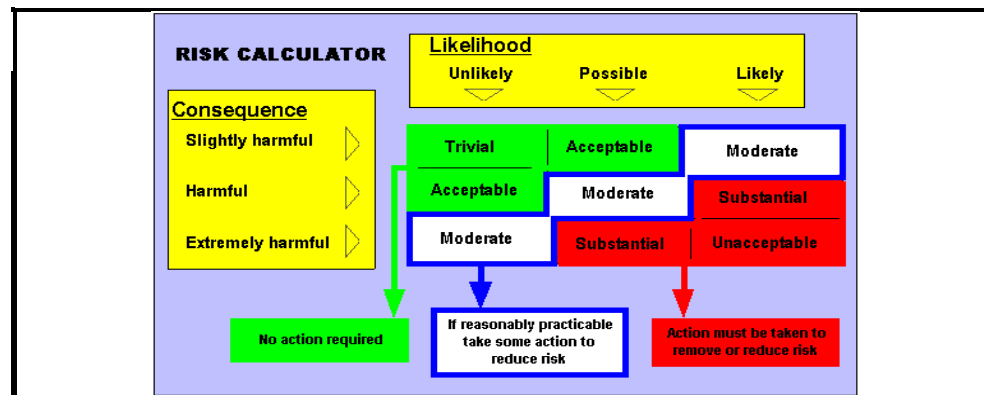 RISK CALCULATOR
Likelihood
Unlikely Possible Likely
Consequence
Slightly harmful
Harmful
Extremely harmful
Trivial Acceptable Moderate
Acceptable Moderate Substantial
Moderate Substantial Unacceptable
No action required
If reasonably practicable
take some action to
reduce risk
Action must be taken to
remove or reduce risk